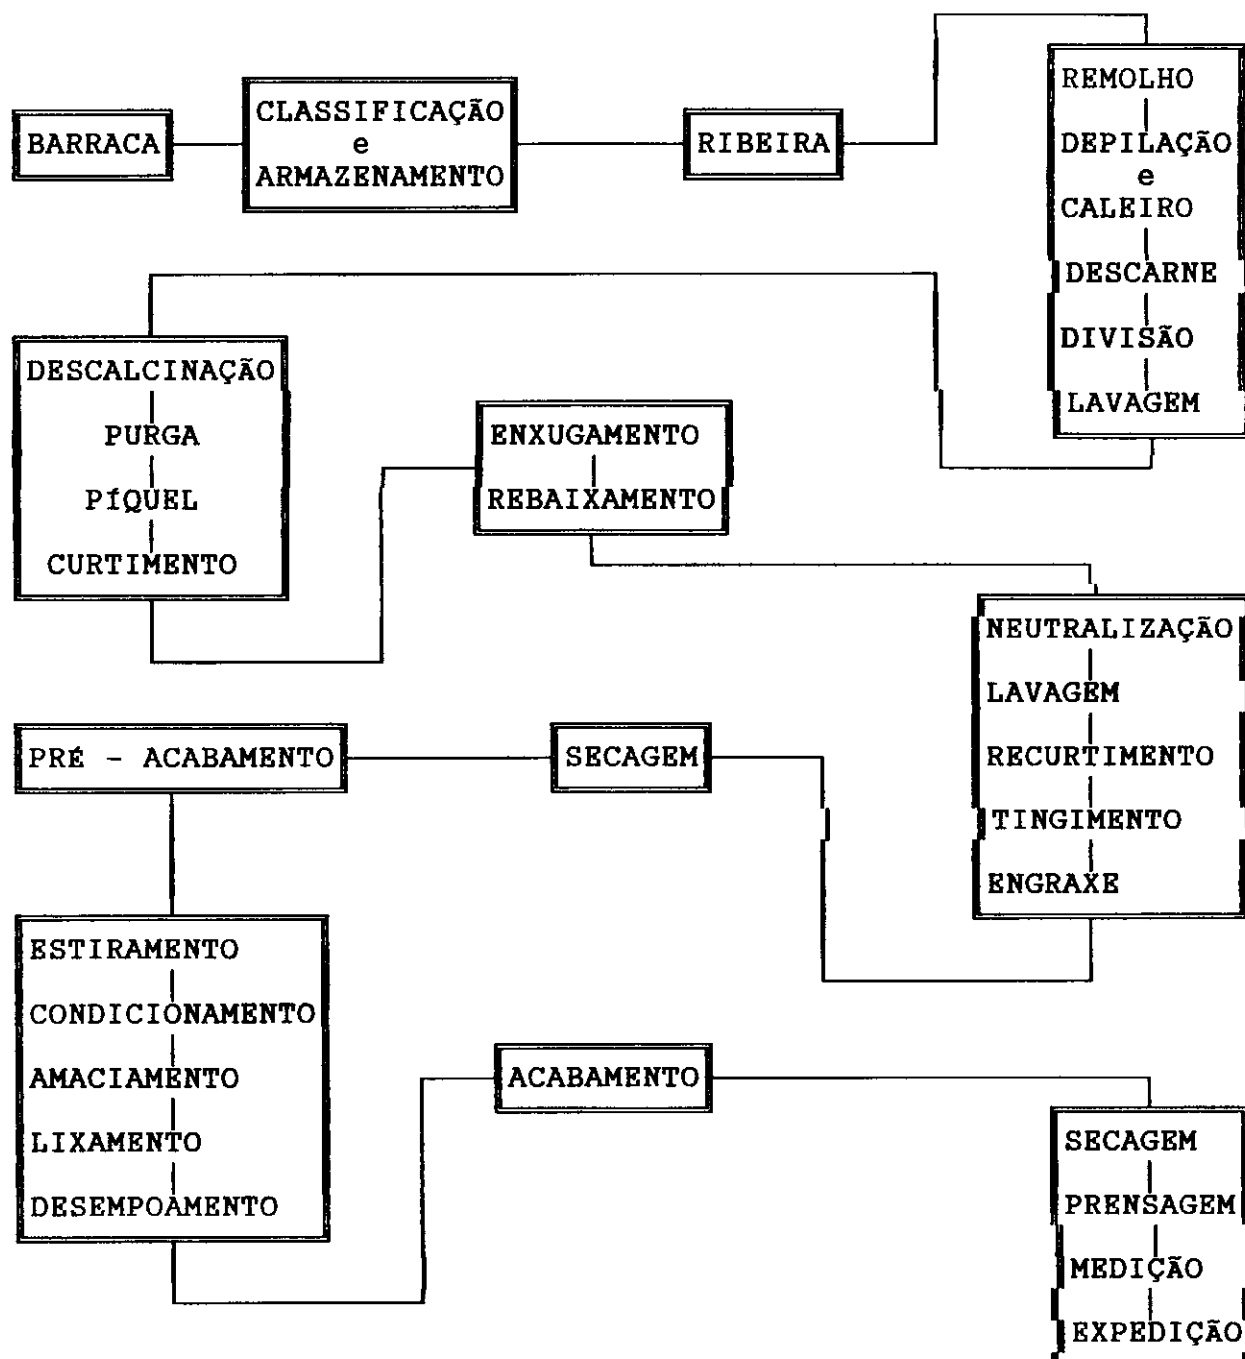 BARRACA
CLASSIFICAÇÃO
e
ARMAZENAMENTO
RIBEIRA
REMOLHO
DEPILAÇÃO
e
CALEIRO
DESCARNE
DIVISÃO
LAVAGEM
DESCALCINAÇÃO
PURGA
PÍQUEL
CURTIMENTO
ENXUGAMENTO
REBAIXAMENTO
NEUTRALIZAÇÃO
LAVAGEM
RECURTIMENTO
TINGIMENTO
ENGRAXE
SECAGEM
PRÉ - ACABAMENTO
ESTIRAMENTO
CONDICIONAMENTO
AMACIAMENTO
LIXAMENTO
DESEMPOAMENTO
ACABAMENTO
SECAGEM
PRENSAGEM
MEDIÇÃO
EXPEDIÇÃO